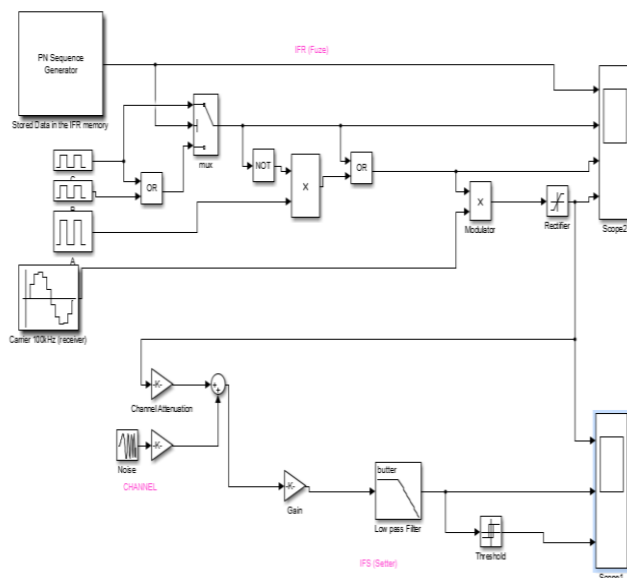 IFR (Fuze)
PN Sequence
Generator
Stored Data in the IFR memory
mux
C
OR
B
NOT
X
OR
A
X
Modulator
Rectifier
Scope2
Carrier 100kHz (receiver)
-K-
Channel Attenuation
+
+
Noise
-K-
CHANNEL
-K-
Gain
butter
Low pass Filter
Threshold
IFS (Setter)
Scope1